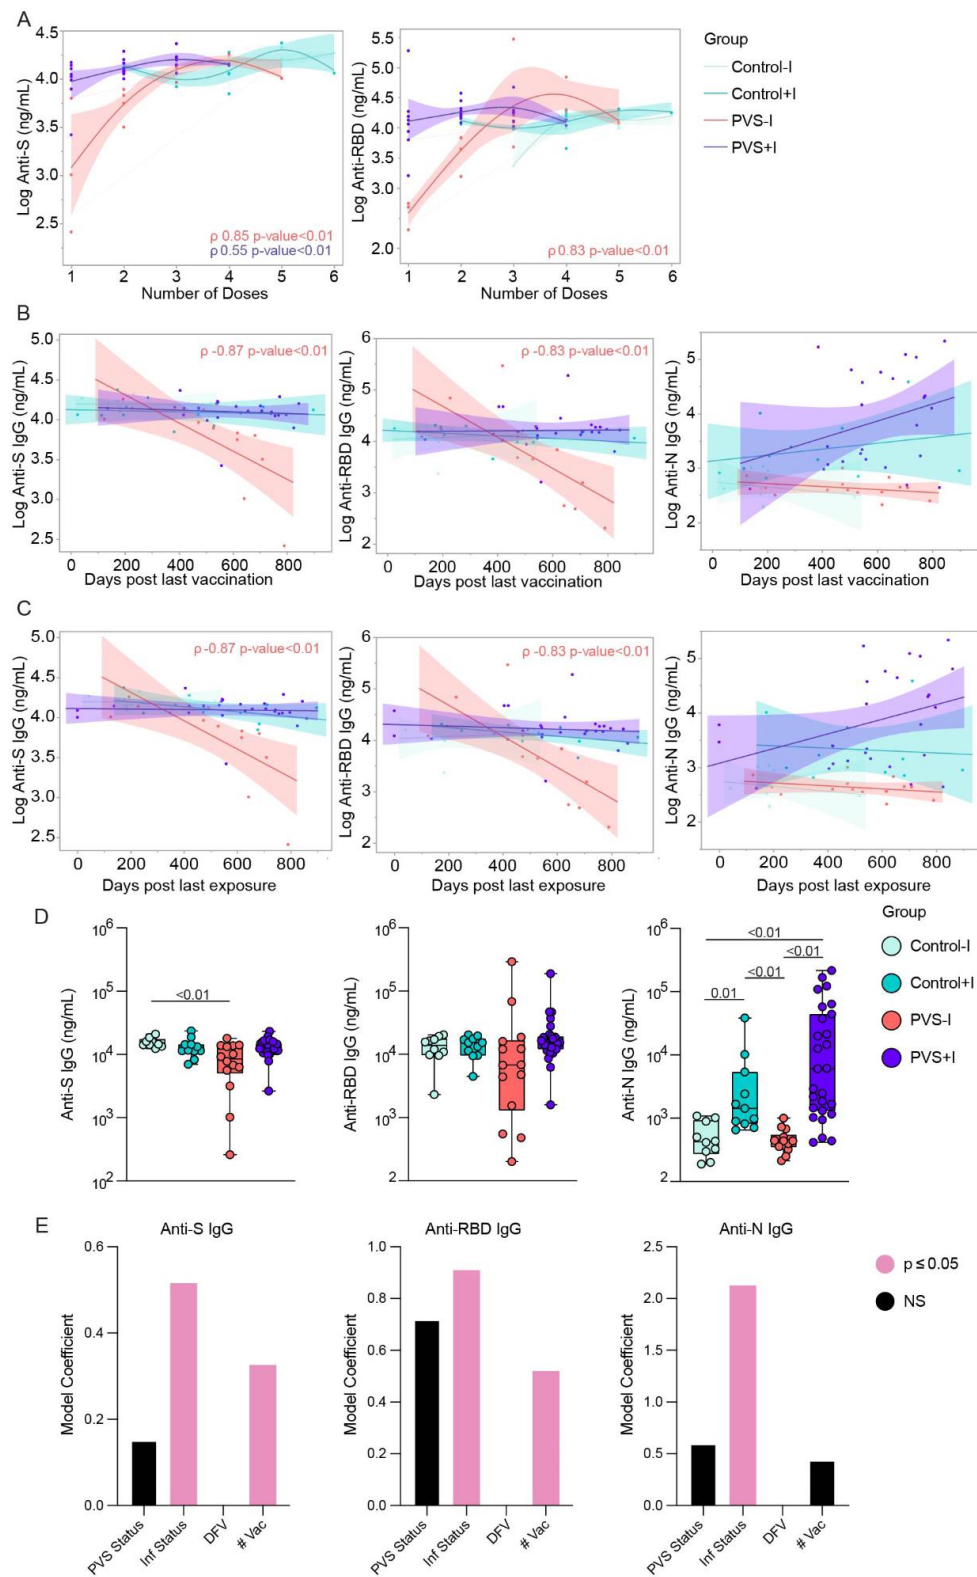 A
Log Anti-S (ng/mL)
4.5
4.0
3.5
3.0
2.5
ρ 0.85 p-value<0.01
ρ 0.55 p-value<0.01
1 2 3 4 5 6
Number of Doses
Log Anti-RBD (ng/mL)
5.5
5.0
4.5
4.0
3.5
3.0
2.5
2.0
ρ 0.83 p-value<0.01
1 2 3 4 5 6
Number of Doses
Group
Control-I
Control+I
PVS-I
PVS+I
B
Log Anti-S IgG (ng/mL)
5.0
4.5
4.0
3.5
3.0
2.5
ρ -0.87 p-value<0.01
0 200 400 600 800
Days post last vaccination
Log Anti-RBD IgG (ng/mL)
6
4
2
ρ -0.83 p-value<0.01
0 200 400 600 800
Days post last vaccination
Log Anti-N IgG (ng/mL)
5
4
3
2
0 200 400 600 800
Days post last vaccination
C
Log Anti-S IgG (ng/mL)
5.0
4.5
4.0
3.5
3.0
2.5
ρ -0.87 p-value<0.01
0 200 400 600 800
Days post last exposure
Log Anti-RBD IgG (ng/mL)
6
4
2
ρ -0.83 p-value<0.01
0 200 400 600 800
Days post last exposure
Log Anti-N IgG (ng/mL)
5
4
3
2
0 200 400 600 800
Days post last exposure
D
Anti-S IgG (ng/mL)
10⁶
10⁵
10⁴
10³
10²
<0.01
Anti-RBD IgG (ng/mL)
10⁶
10⁵
10⁴
10³
2
Anti-N IgG (ng/mL)
10⁶
10⁵
10⁴
10³
2
<0.01
<0.01
<0.01
0.01
Group
Control-I
Control+I
PVS-I
PVS+I
E
Anti-S IgG
Model Coefficient
0.6
0.4
0.2
0.0
PVS Status
Inf Status
DFV
# Vac
Anti-RBD IgG
Model Coefficient
1.0
0.8
0.6
0.4
0.2
0.0
PVS Status
Inf Status
DFV
# Vac
Anti-N IgG
Model Coefficient
2.5
2.0
1.5
1.0
0.5
0.0
PVS Status
Inf Status
DFV
# Vac
p ≤ 0.05
NS